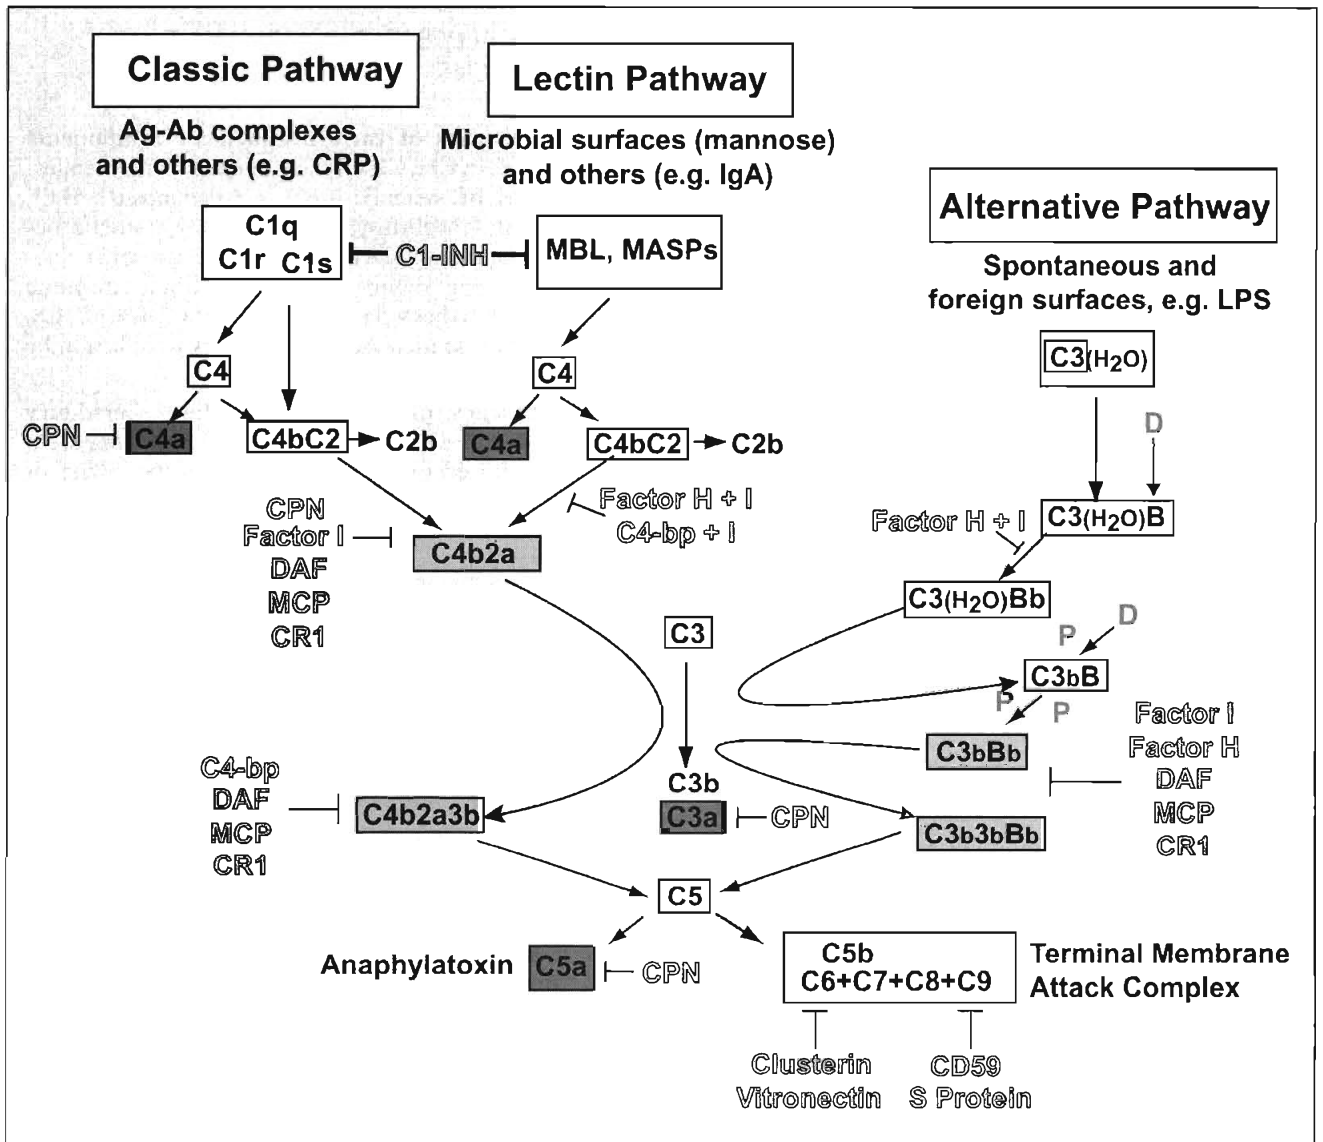 Classic Pathway
Ag-Ab complexes
and others (e.g. CRP)
Lectin Pathway
Microbial surfaces (mannose)
and others (e.g. IgA)
Alternative Pathway
Spontaneous and
foreign surfaces, e.g. LPS
C1q
C1r C1s
C1-INH
MBL, MASPs
C3(H2O)
C4
C4
D
CPN
C4a
C4bC2
C2b
C4a
C4bC2
C2b
CPN
Factor I
DAF
MCP
CR1
C4b2a
Factor H + I
C4-bp + I
Factor H + I
C3(H2O)B
C3(H2O)Bb
C3
P
D
C3bB
P
P
C3bBb
Factor I
Factor H
DAF
MCP
CR1
C4-bp
DAF
MCP
CR1
C4b2a3b
C3b
C3a
CPN
C3b3bBb
C5
Anaphylatoxin
C5a
CPN
C5b
C6+C7+C8+C9
Terminal Membrane
Attack Complex
Clusterin
Vitronectin
CD59
S Protein